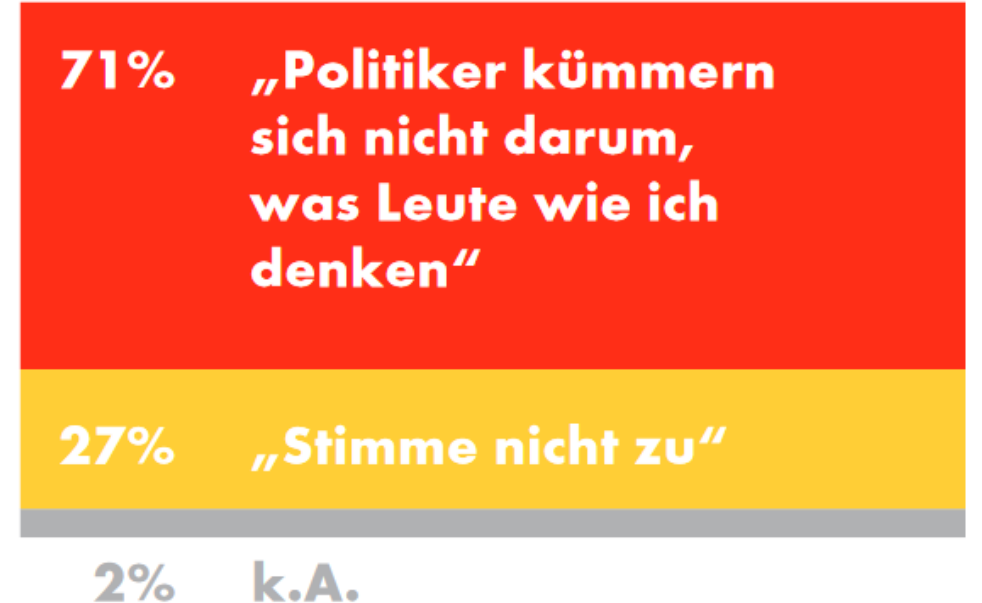 71% „Politiker kümmern
sich nicht darum,
was Leute wie ich
denken“
27% „Stimme nicht zu“
2% k.A.